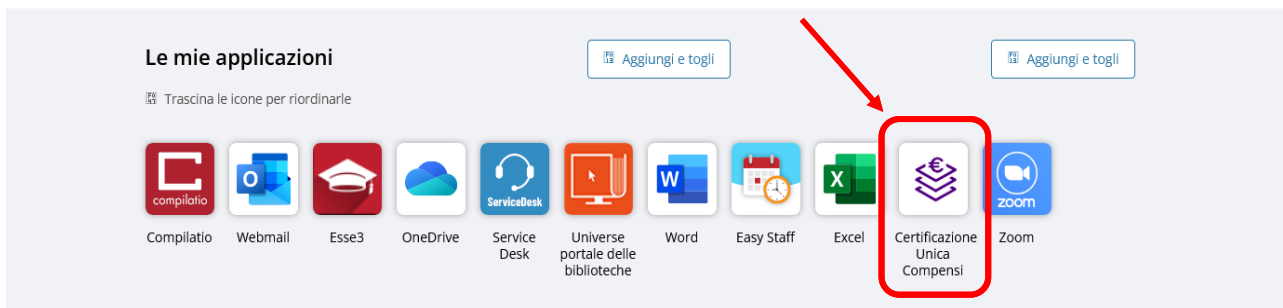 Le mie applicazioni
Aggiungi e togli
Aggiungi e togli
Trascina le icone per riordinarle
compilatio
O
ServiceDesk
W
X
€
zoom
Compilatio
Webmail
Esse3
OneDrive
Service
Desk
Universe
portale delle
biblioteche
Word
Easy Staff
Excel
Certificazione
Unica
Compensi
Zoom